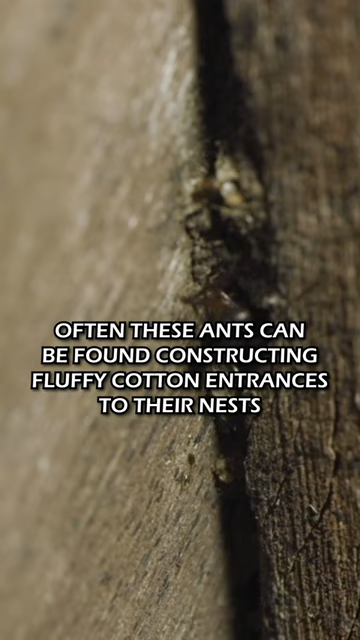 OFTEN THESE ANTS CAN
BE FOUND CONSTRUCTING
FLUFFY COTTON ENTRANCES
TO THEIR NESTS